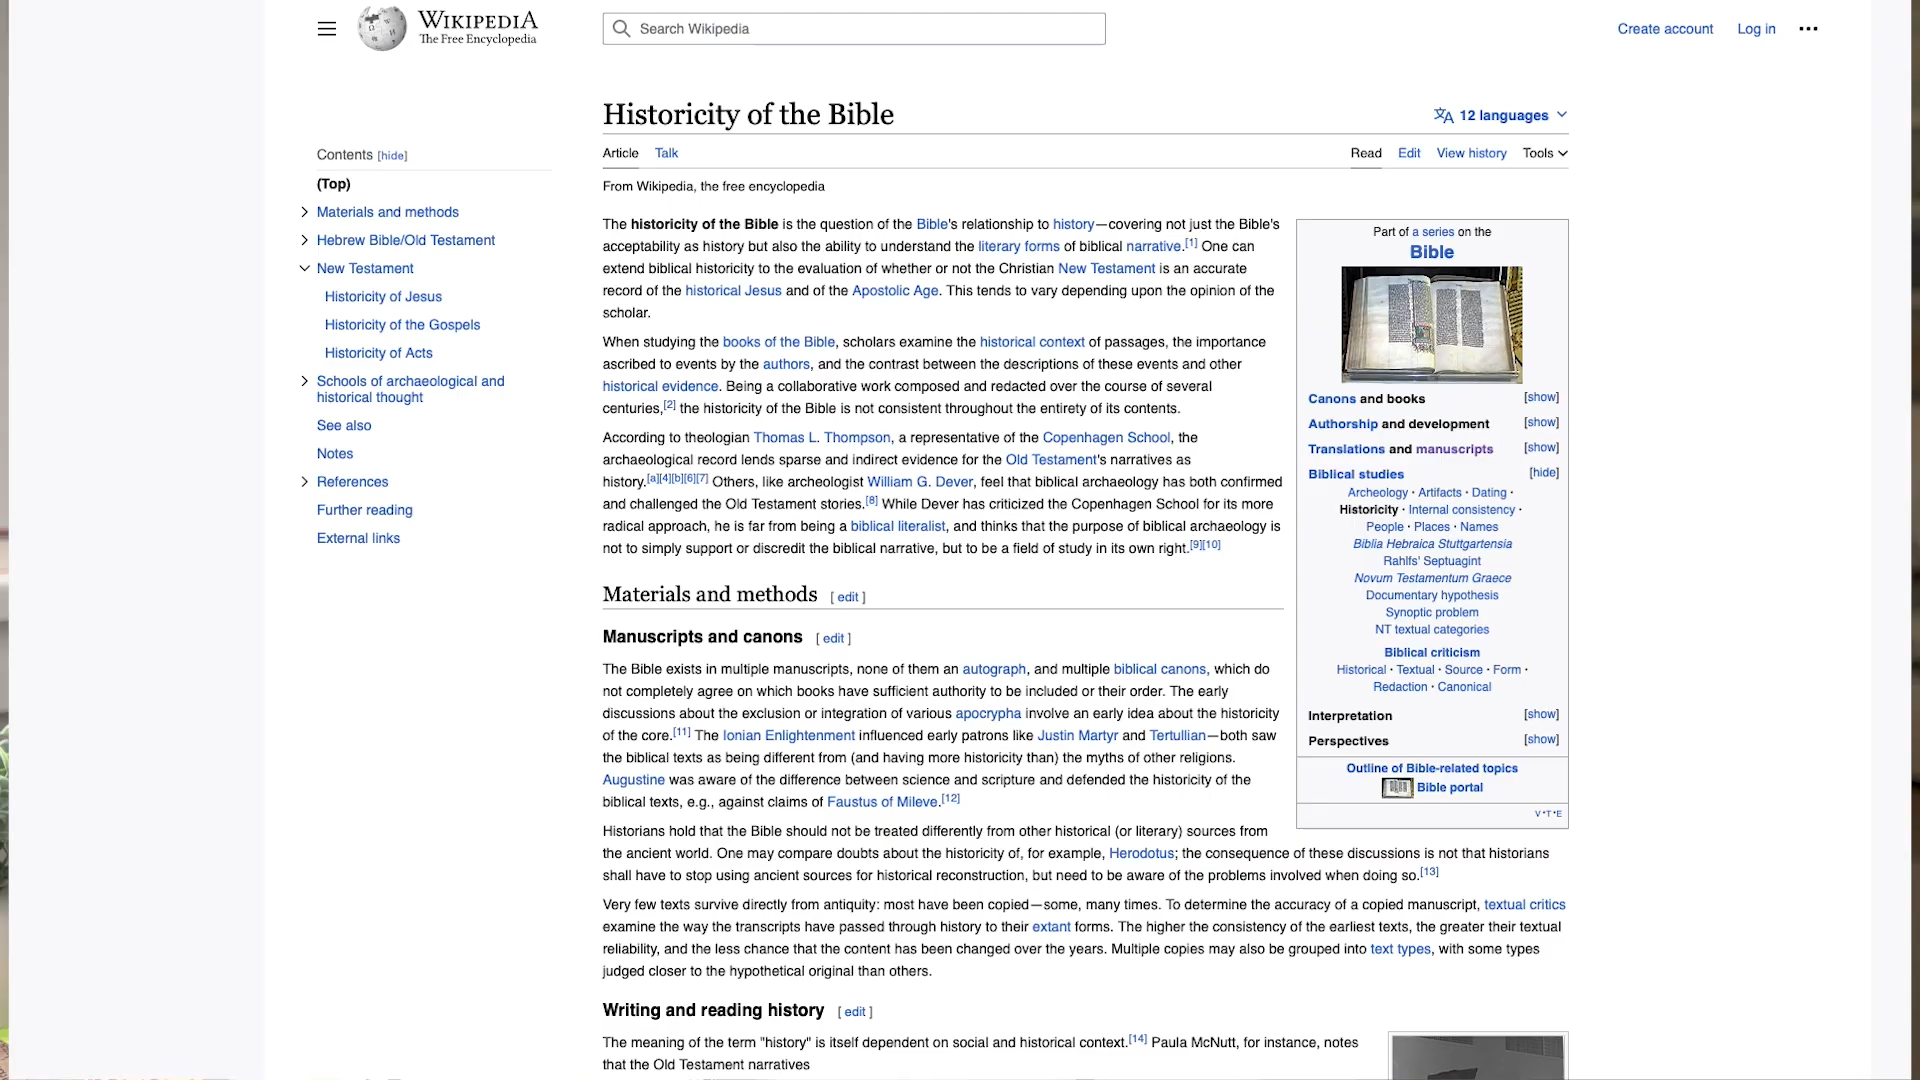 WIKIPEDIA
The Free Encyclopedia
Search Wikipedia
Create account
Log in
Contents [hide]
(Top)
Materials and methods
Hebrew Bible/Old Testament
New Testament
Historicity of Jesus
Historicity of the Gospels
Historicity of Acts
Schools of archaeological and
historical thought
See also
Notes
References
Further reading
External links
Historicity of the Bible
12 languages
Article
Talk
Read
Edit
View history
Tools
From Wikipedia, the free encyclopedia
The historicity of the Bible is the question of the Bible's relationship to history—covering not just the Bible's
acceptability as history but also the ability to understand the literary forms of biblical narrative.[1] One can
extend biblical historicity to the evaluation of whether or not the Christian New Testament is an accurate
record of the historical Jesus and of the Apostolic Age. This tends to vary depending upon the opinion of the
scholar.
When studying the books of the Bible, scholars examine the historical context of passages, the importance
ascribed to events by the authors, and the contrast between the descriptions of these events and other
historical evidence. Being a collaborative work composed and redacted over the course of several
centuries,[2] the historicity of the Bible is not consistent throughout the entirety of its contents.
According to theologian Thomas L. Thompson, a representative of the Copenhagen School, the
archaeological record lends sparse and indirect evidence for the Old Testament's narratives as
history.[a][4][b][6][7] Others, like archeologist William G. Dever, feel that biblical archaeology has both confirmed
and challenged the Old Testament stories.[8] While Dever has criticized the Copenhagen School for its more
radical approach, he is far from being a biblical literalist, and thinks that the purpose of biblical archaeology is
not to simply support or discredit the biblical narrative, but to be a field of study in its own right.[9][10]
Materials and methods [ edit ]
Manuscripts and canons [ edit ]
The Bible exists in multiple manuscripts, none of them an autograph, and multiple biblical canons, which do
not completely agree on which books have sufficient authority to be included or their order. The early
discussions about the exclusion or integration of various apocrypha involve an early idea about the historicity
of the core.[11] The Ionian Enlightenment influenced early patrons like Justin Martyr and Tertullian—both saw
the biblical texts as being different from (and having more historicity than) the myths of other religions.
Augustine was aware of the difference between science and scripture and defended the historicity of the
biblical texts, e.g., against claims of Faustus of Mileve.[12]
Historians hold that the Bible should not be treated differently from other historical (or literary) sources from
the ancient world. One may compare doubts about the historicity of, for example, Herodotus; the consequence of these discussions is not that historians
shall have to stop using ancient sources for historical reconstruction, but need to be aware of the problems involved when doing so.[13]
Very few texts survive directly from antiquity: most have been copied—some, many times. To determine the accuracy of a copied manuscript, textual critics
examine the way the transcripts have passed through history to their extant forms. The higher the consistency of the earliest texts, the greater their textual
reliability, and the less chance that the content has been changed over the years. Multiple copies may also be grouped into text types, with some types
judged closer to the hypothetical original than others.
Writing and reading history [ edit ]
The meaning of the term "history" is itself dependent on social and historical context.[14] Paula McNutt, for instance, notes
that the Old Testament narratives
Part of a series on the
Bible
Canons and books [show]
Authorship and development [show]
Translations and manuscripts [show]
Biblical studies [hide]
Archeology · Artifacts · Dating ·
Historicity · Internal consistency ·
People · Places · Names
Biblia Hebraica Stuttgartensia
Rahlfs' Septuagint
Novum Testamentum Graece
Documentary hypothesis
Synoptic problem
NT textual categories
Biblical criticism
Historical · Textual · Source · Form ·
Redaction · Canonical
Interpretation [show]
Perspectives [show]
Outline of Bible-related topics
Bible portal
V·T·E